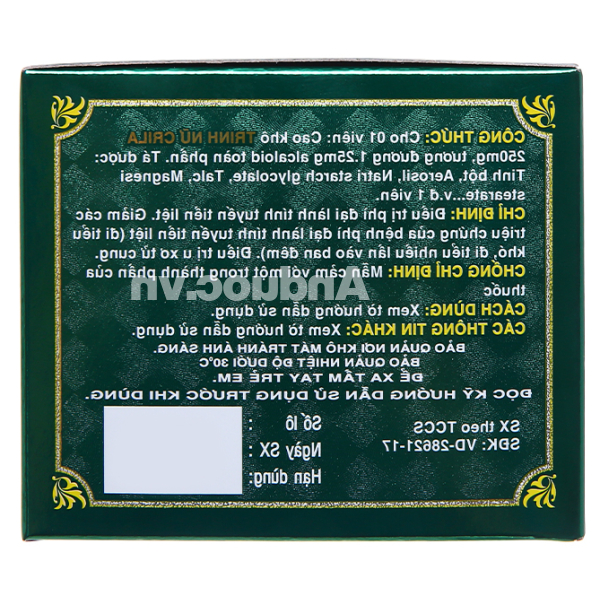 CÔNG THỨC: Cho 01 viên: Cao khô TRINH NỮ CRILA
250mg, tương đương 1.25mg alcaloid toàn phần. Tá dược:
Tinh bột, Aerosil, Natri starch glycolate, Talc, Magnesi
stearate...v.đ 1 viên.
CHỈ ĐỊNH: Điều trị phì đại lành tính tuyến tiền liệt. Giảm các
triệu chứng của bệnh phì đại lành tính tuyến tiền liệt (đi tiểu
khó, đi tiểu nhiều lần vào ban đêm). Điều trị u xơ tử cung.
CHỐNG CHỈ ĐỊNH: Mẫn cảm với một trong thành phần của
thuốc
Anduoc.vn
CÁCH DÙNG: Xem tờ hướng dẫn sử dụng.
CÁC THÔNG TIN KHÁC: Xem tờ hướng dẫn sử dụng.
BẢO QUẢN NƠI KHÔ MÁT TRÁNH ÁNH SÁNG.
BẢO QUẢN NHIỆT ĐỘ DƯỚI 30°C
ĐỂ XA TẦM TAY TRẺ EM.
ĐỌC KỸ HƯỚNG DẪN SỬ DỤNG TRƯỚC KHI DÙNG.
SX theo TCCS
SĐK: VD-28621-17
Số lô
Ngày SX:
Hạn dùng: